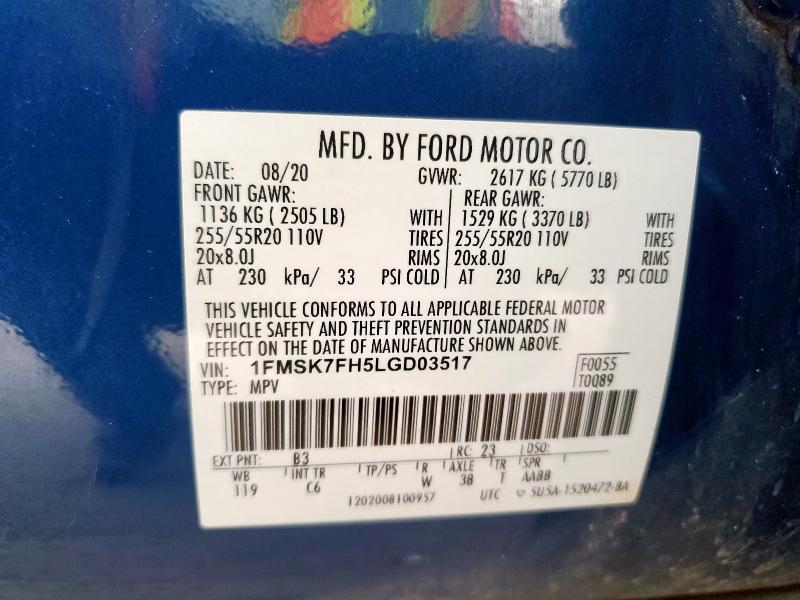 MFD. BY FORD MOTOR CO.
DATE: 08/20 GVWR: 2617 KG ( 5770 LB)
FRONT GAWR: REAR GAWR:
1136 KG ( 2505 LB) WITH 1529 KG ( 3370 LB) WITH
255/55R20 110V TIRES 255/55R20 110V TIRES
20x8.0J RIMS 20x8.0J RIMS
AT 230 kPa/ 33 PSI COLD AT 230 kPa/ 33 PSI COLD
THIS VEHICLE CONFORMS TO ALL APPLICABLE FEDERAL MOTOR
VEHICLE SAFETY AND THEFT PREVENTION STANDARDS IN
EFFECT ON THE DATE OF MANUFACTURE SHOWN ABOVE.
VIN: 1FMSK7FH5LGD03517 F0055
TYPE: MPV T0089
EXT PNT: B3 RC: 23 DSO:
WB INT TR TP/PS R AXLE TR SPR
119 C6 W 3B T AABB
1202008100957 UTC 5U5A-1520472-BA